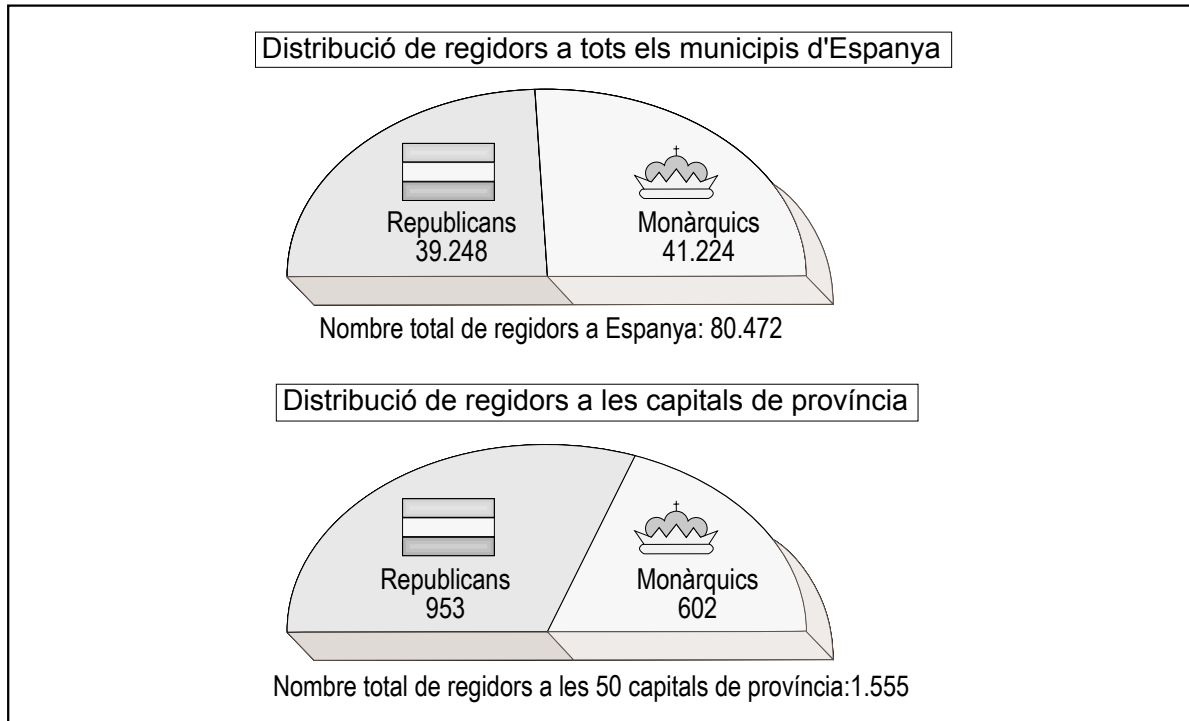 Distribució de regidors a tots els municipis d'Espanya
Republicans
39.248
Monàrquics
41.224
Nombre total de regidors a Espanya: 80.472
Distribució de regidors a les capitals de província
Republicans
953
Monàrquics
602
Nombre total de regidors a les 50 capitals de província:1.555